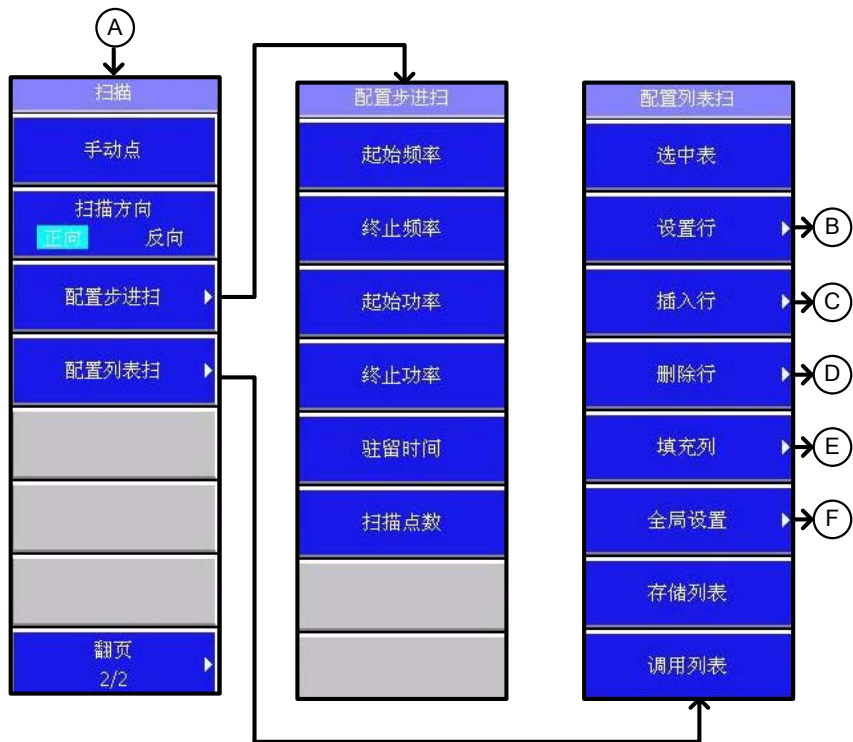 A
扫描
手动点
扫描方向
正向 反向
配置步进扫
配置列表扫
翻页
2/2
配置步进扫
起始频率
终止频率
起始功率
终止功率
驻留时间
扫描点数
配置列表扫
选中表
设置行
B
插入行
C
删除行
D
填充列
E
全局设置
F
存储列表
调用列表